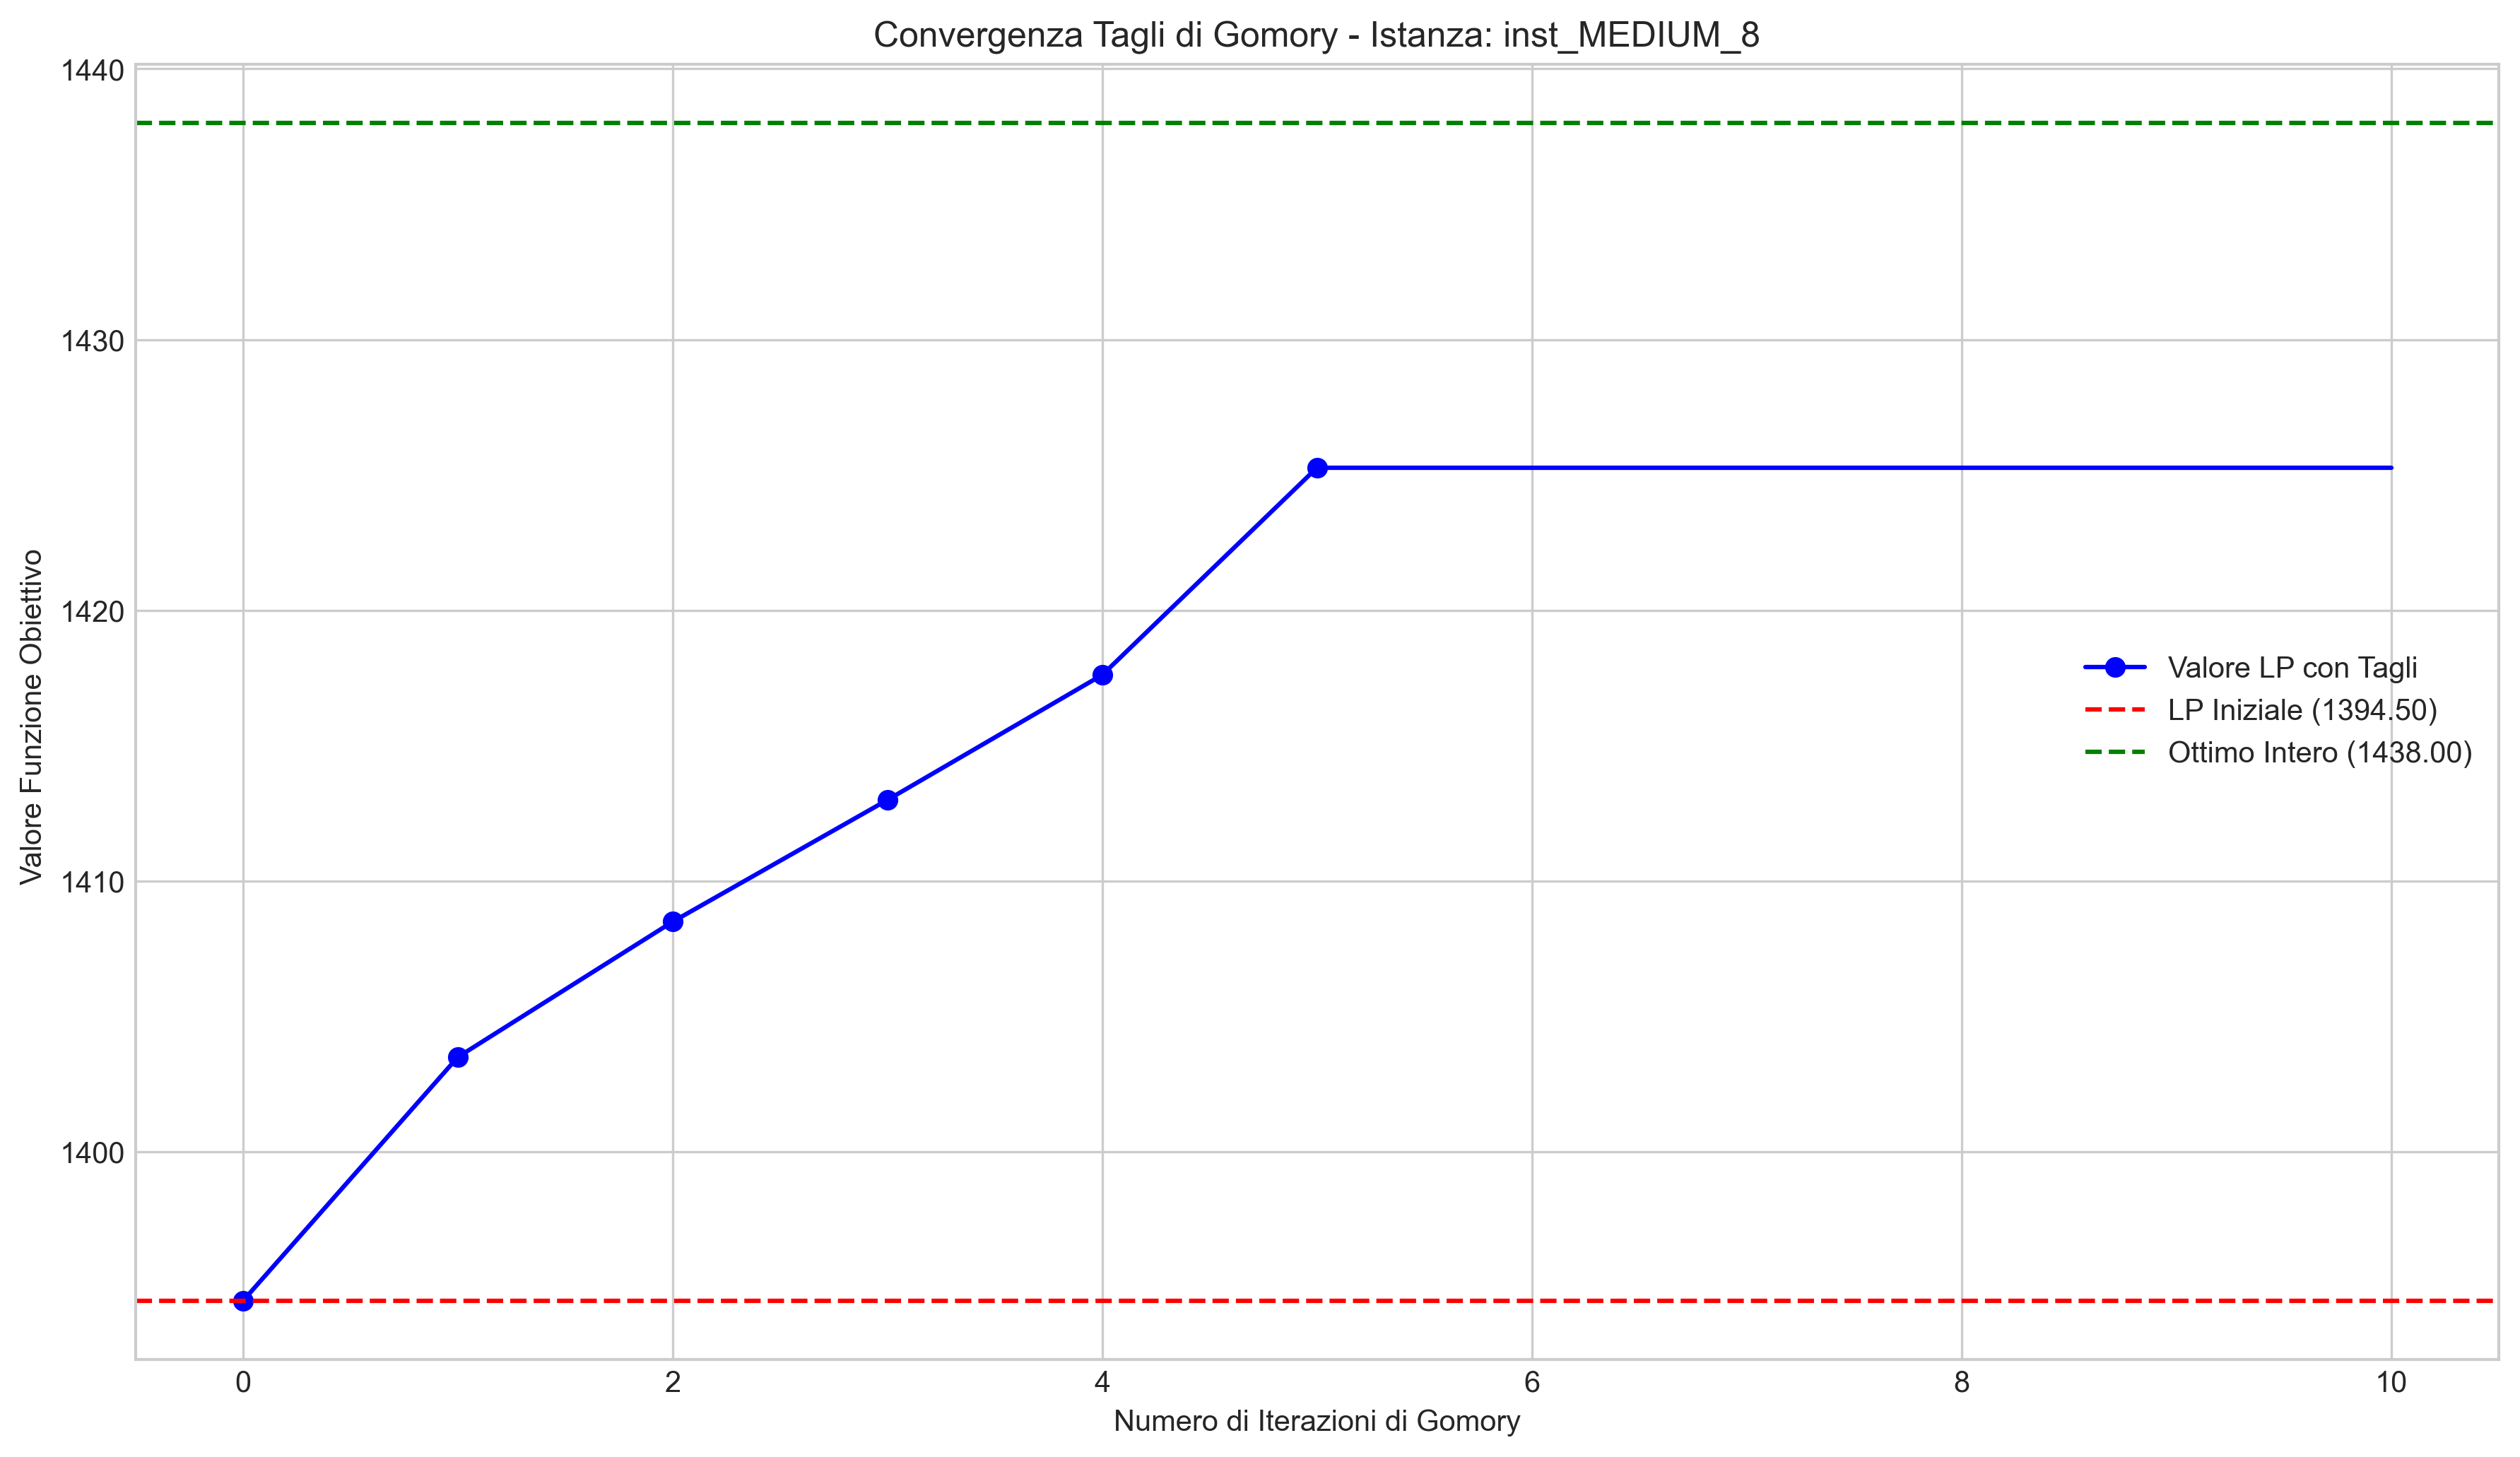 Convergenza Tagli di Gomory - Istanza: inst_MEDIUM_8
1440
1430
1420
1410
1400
Valore Funzione Obiettivo
Valore LP con Tagli
LP Iniziale (1394.50)
Ottimo Intero (1438.00)
0 2 4 6 8 10
Numero di Iterazioni di Gomory